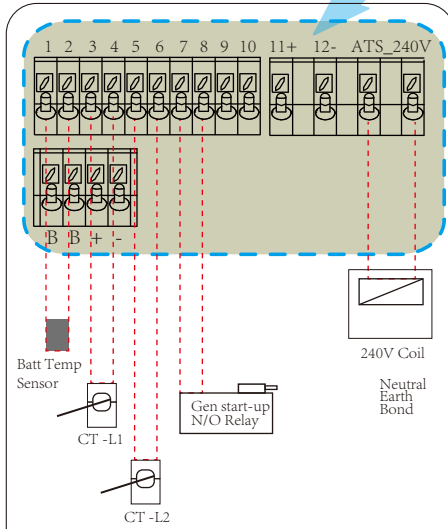 1 2 3 4 5 6 7 8 9 10 11+ 12- ATS_240V
B B + -
Batt Temp
Sensor
240V Coil
Neutral
Earth
Bond
Gen start-up
N/O Relay
CT -L1
CT -L2